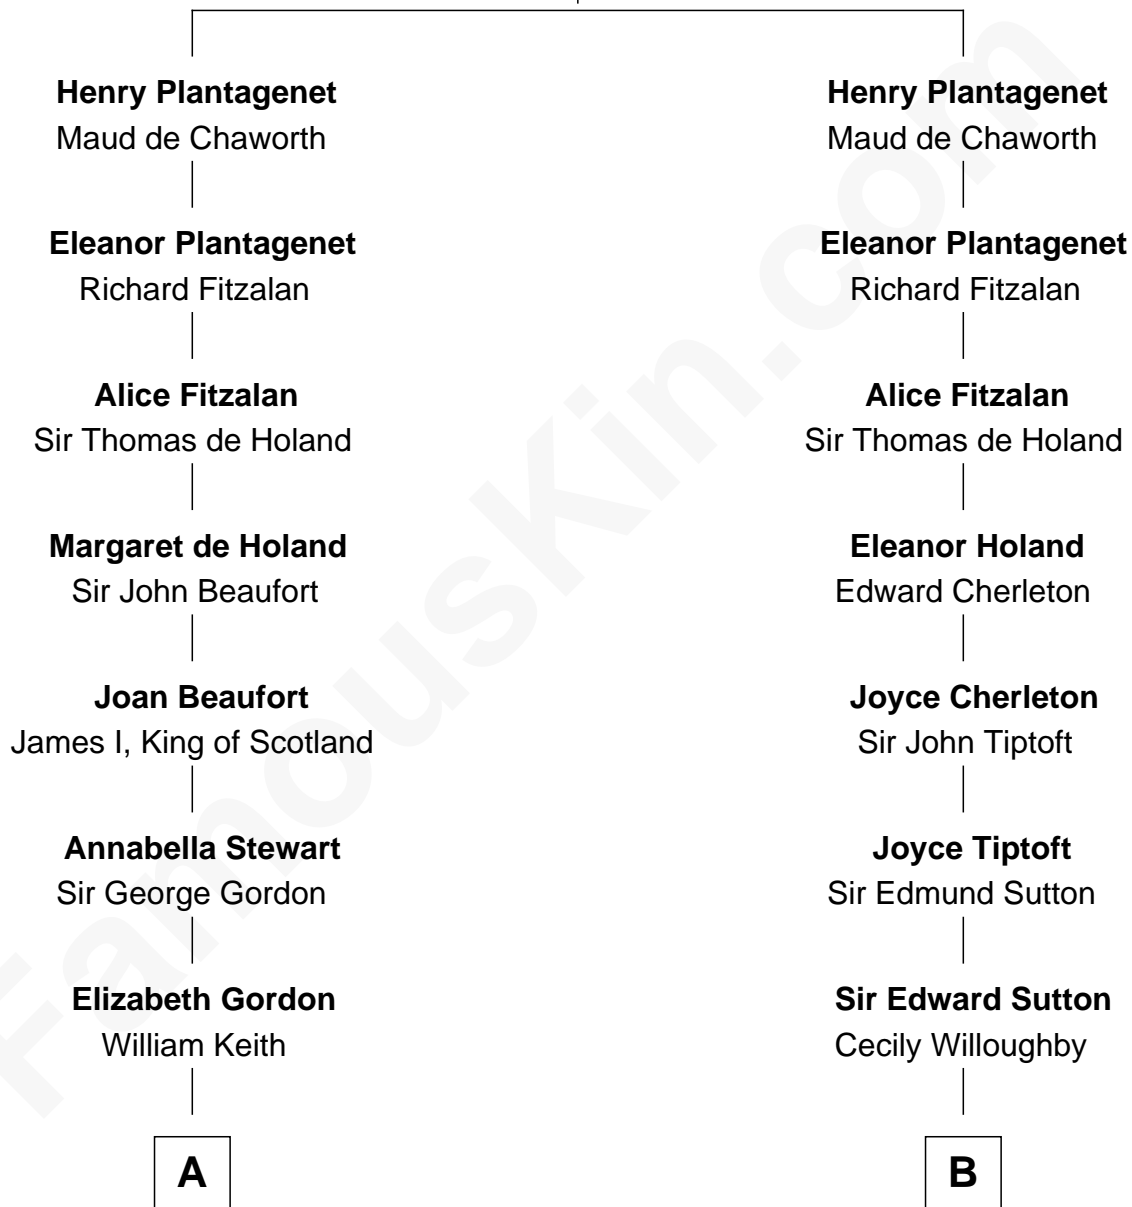 Henry Plantagenet
Maud de Chaworth
Eleanor Plantagenet
Richard Fitzalan
Alice Fitzalan
Sir Thomas de Holand
Margaret de Holand
Sir John Beaufort
Joan Beaufort
James I, King of Scotland
Annabella Stewart
Sir George Gordon
Elizabeth Gordon
William Keith
A
Henry Plantagenet
Maud de Chaworth
Eleanor Plantagenet
Richard Fitzalan
Alice Fitzalan
Sir Thomas de Holand
Eleanor Holand
Edward Cherleton
Joyce Cherleton
Sir John Tiptoft
Joyce Tiptoft
Sir Edmund Sutton
Sir Edward Sutton
Cecily Willoughby
B
FamousKin.com